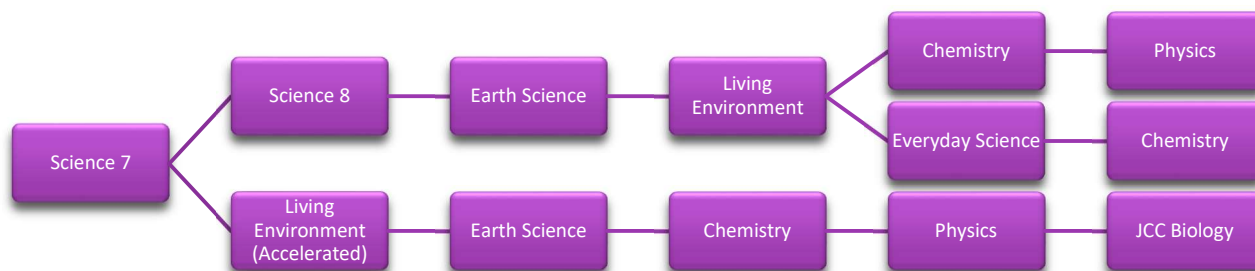 Science 7
Science 8
Earth Science
Living
Environment
Chemistry
Physics
Everyday Science
Chemistry
Living
Environment
(Accelerated)
Earth Science
Chemistry
Physics
JCC Biology